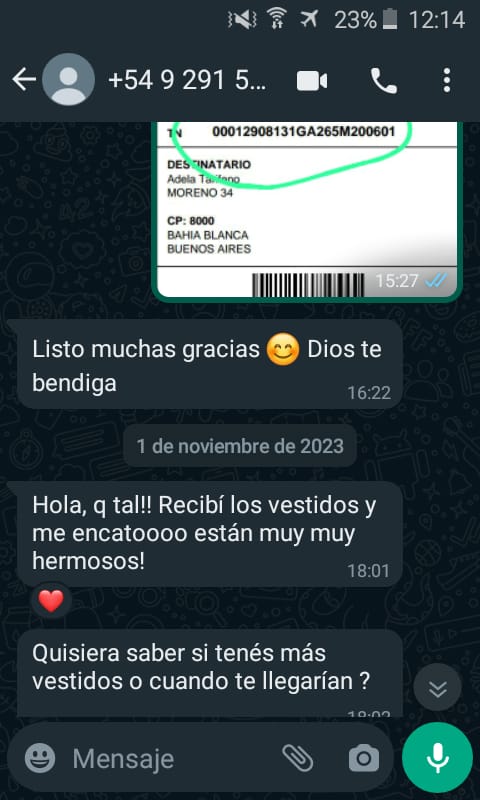 23% 12:14
+54 9 291 5...
TN 00012908131GA265M200601
DESTINATARIO
Adela
MORENO 34
CP: 8000
BAHIA BLANCA
BUENOS AIRES
15:27
Listo muchas gracias 😊 Dios te
bendiga
16:22
1 de noviembre de 2023
Hola, q tal!! Recibí los vestidos y
me encatoooo están muy muy
hermosos!
18:01
❤️
Quisiera saber si tenés más
vestidos o cuando te llegarían ?
18:02
Mensaje